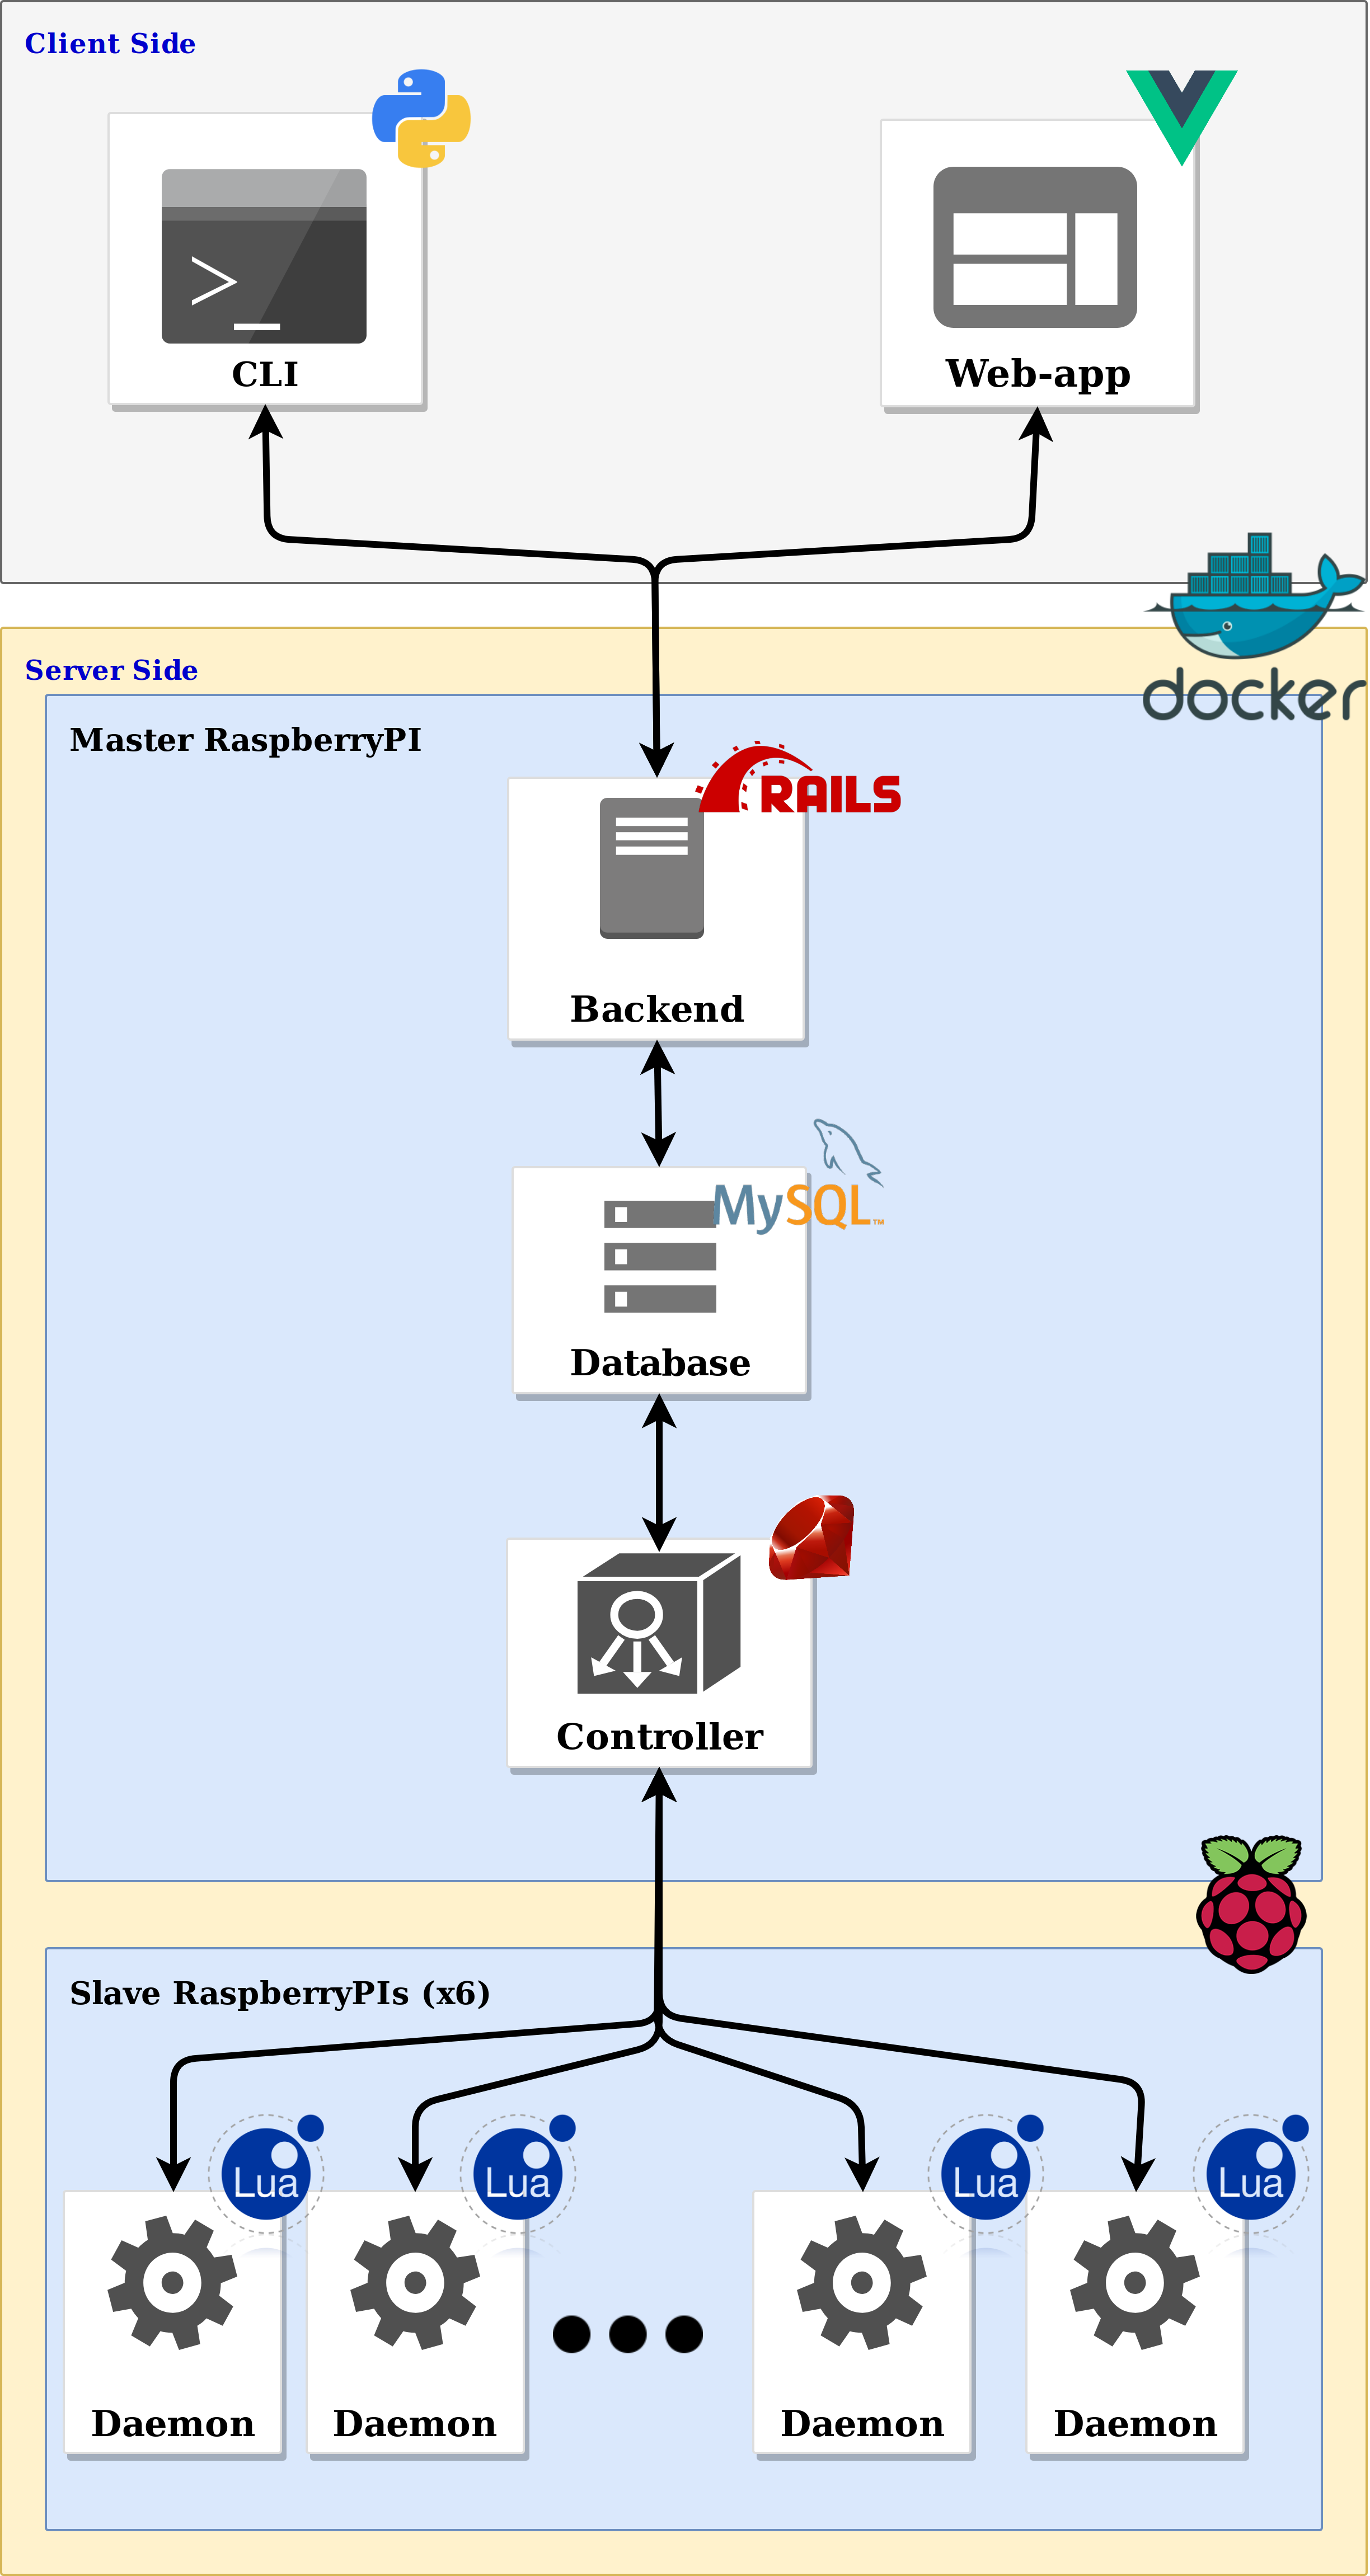 Client Side
>_
CLI
Web-app
docker
Server Side
Master RaspberryPI
RAILS
Backend
MySQL™
Database
Controller
Slave RaspberryPIs (x6)
Lua
Lua
Lua
Lua
Daemon
Daemon
Daemon
Daemon